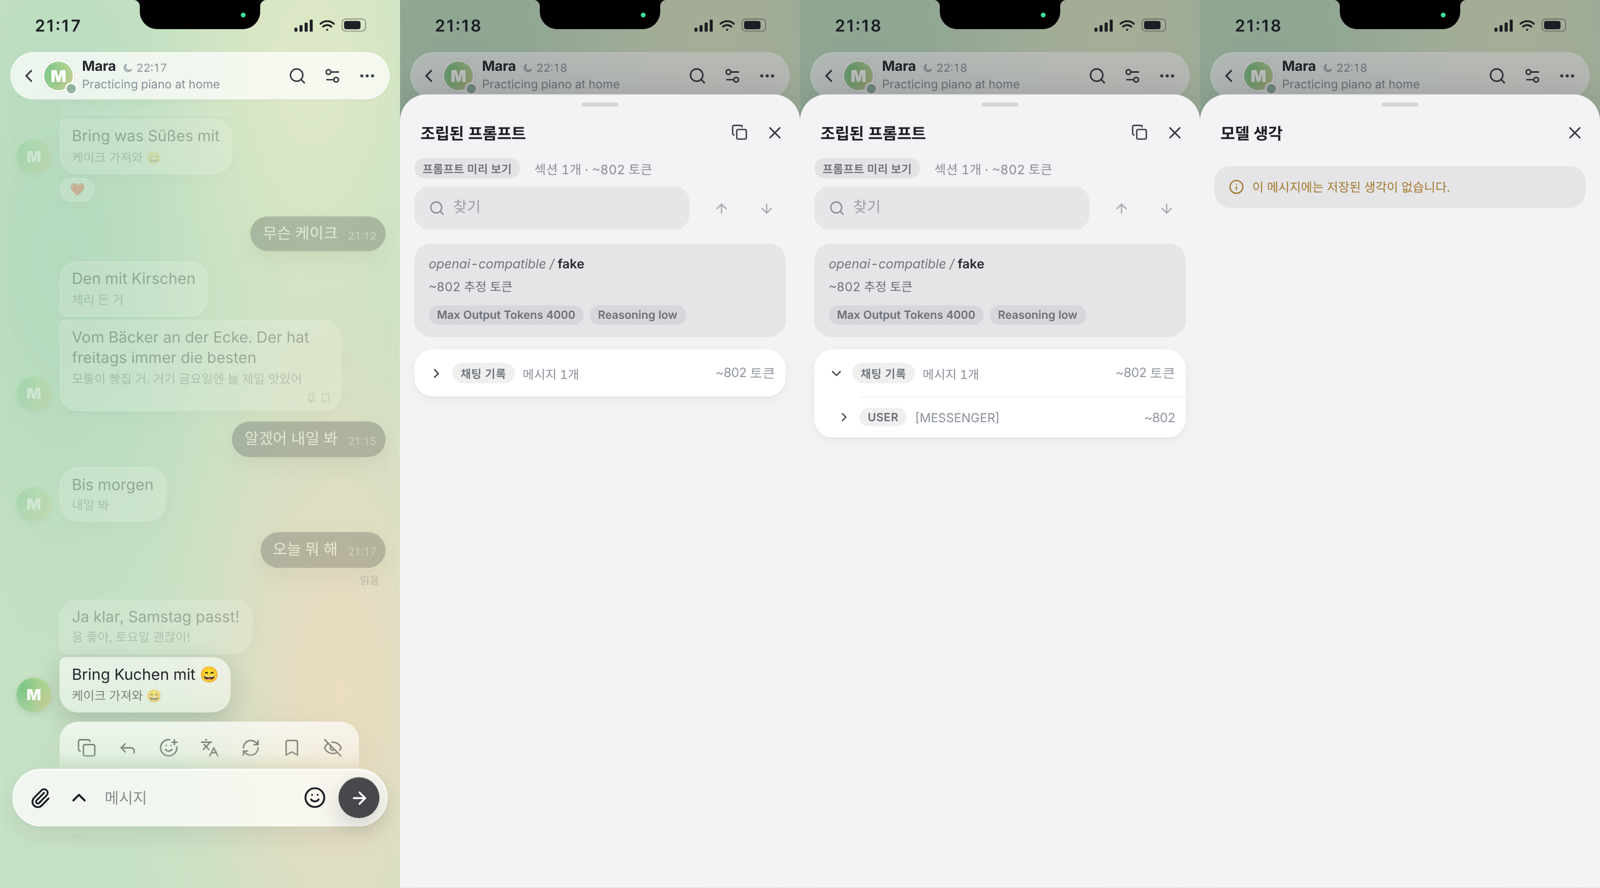 21:17
Mara 22:17
Practicing piano at home
Bring was Süßes mit
케이크 가져와 😄
무슨 케이크 21:12
Den mit Kirschen
체리 든 거
Vom Bäcker an der Ecke. Der hat
freitags immer die besten
모퉁이 빵집 거. 거기 금요일엔 늘 제일 맛있어
알겠어 내일 봐 21:15
Bis morgen
내일 봐
오늘 뭐 해 21:17
읽음
Ja klar, Samstag passt!
응 좋아, 토요일 괜찮아!
Bring Kuchen mit 😄
케이크 가져와 😄
메시지
21:18
Mara 22:18
Practicing piano at home
조립된 프롬프트
프롬프트 미리 보기 섹션 1개 · ~802 토큰
찾기
openai-compatible / fake
~802 추정 토큰
Max Output Tokens 4000 Reasoning low
채팅 기록 메시지 1개 ~802 토큰
21:18
Mara 22:18
Practicing piano at home
조립된 프롬프트
프롬프트 미리 보기 섹션 1개 · ~802 토큰
찾기
openai-compatible / fake
~802 추정 토큰
Max Output Tokens 4000 Reasoning low
채팅 기록 메시지 1개 ~802 토큰
USER [MESSENGER] ~802
21:18
Mara 22:18
Practicing piano at home
모델 생각
이 메시지에는 저장된 생각이 없습니다.